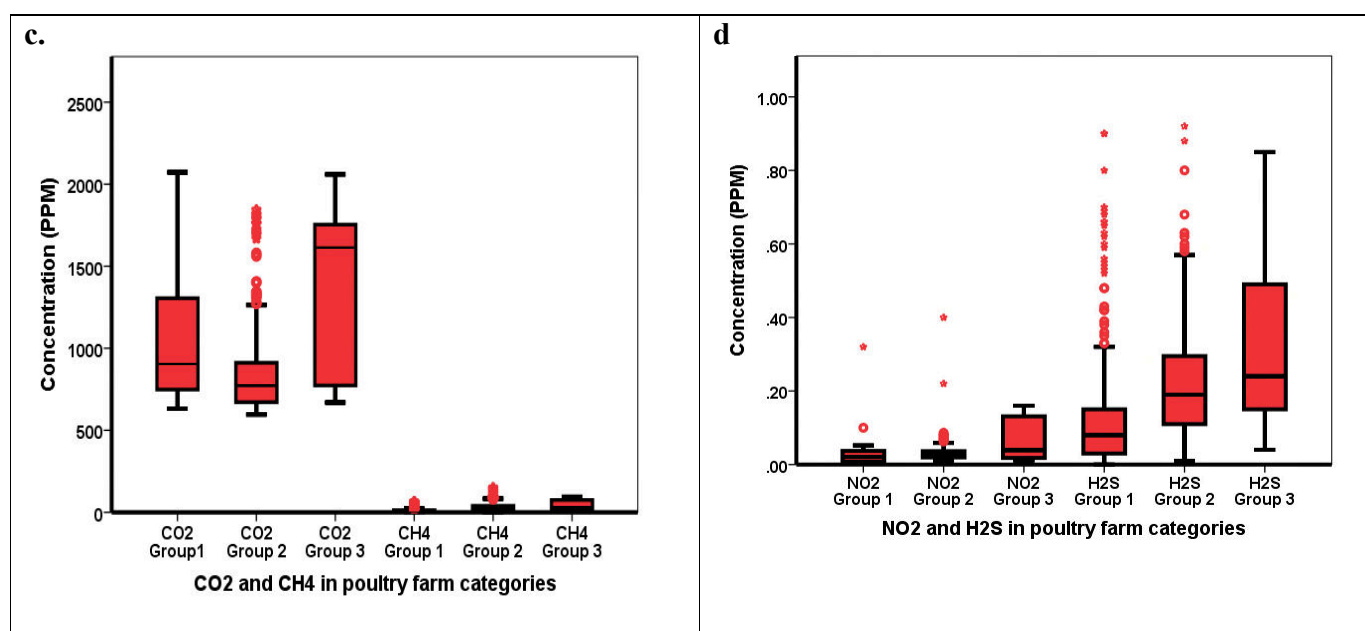 c.
2500
2000
1500
1000
500
0
Concentration (PPM)
CO2 CO2 CO2 CH4 CH4 CH4
Group1 Group 2 Group 3 Group 1 Group 2 Group 3
CO2 and CH4 in poultry farm categories
d
1.00
.80
.60
.40
.20
.00
Concentration (PPM)
NO2 NO2 NO2 H2S H2S H2S
Group 1 Group 2 Group 3 Group 1 Group 2 Group 3
NO2 and H2S in poultry farm categories